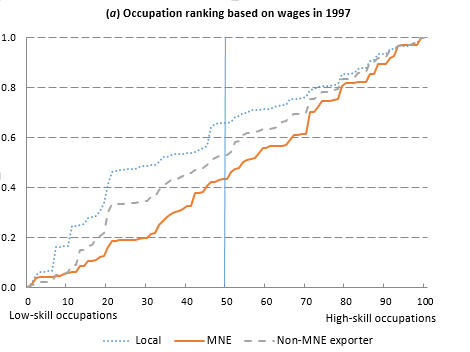 (a) Occupation ranking based on wages in 1997
1.0
0.8
0.6
0.4
0.2
0.0
0 10 20 30 40 50 60 70 80 90 100
Low-skill occupations High-skill occupations
Local MNE Non-MNE exporter